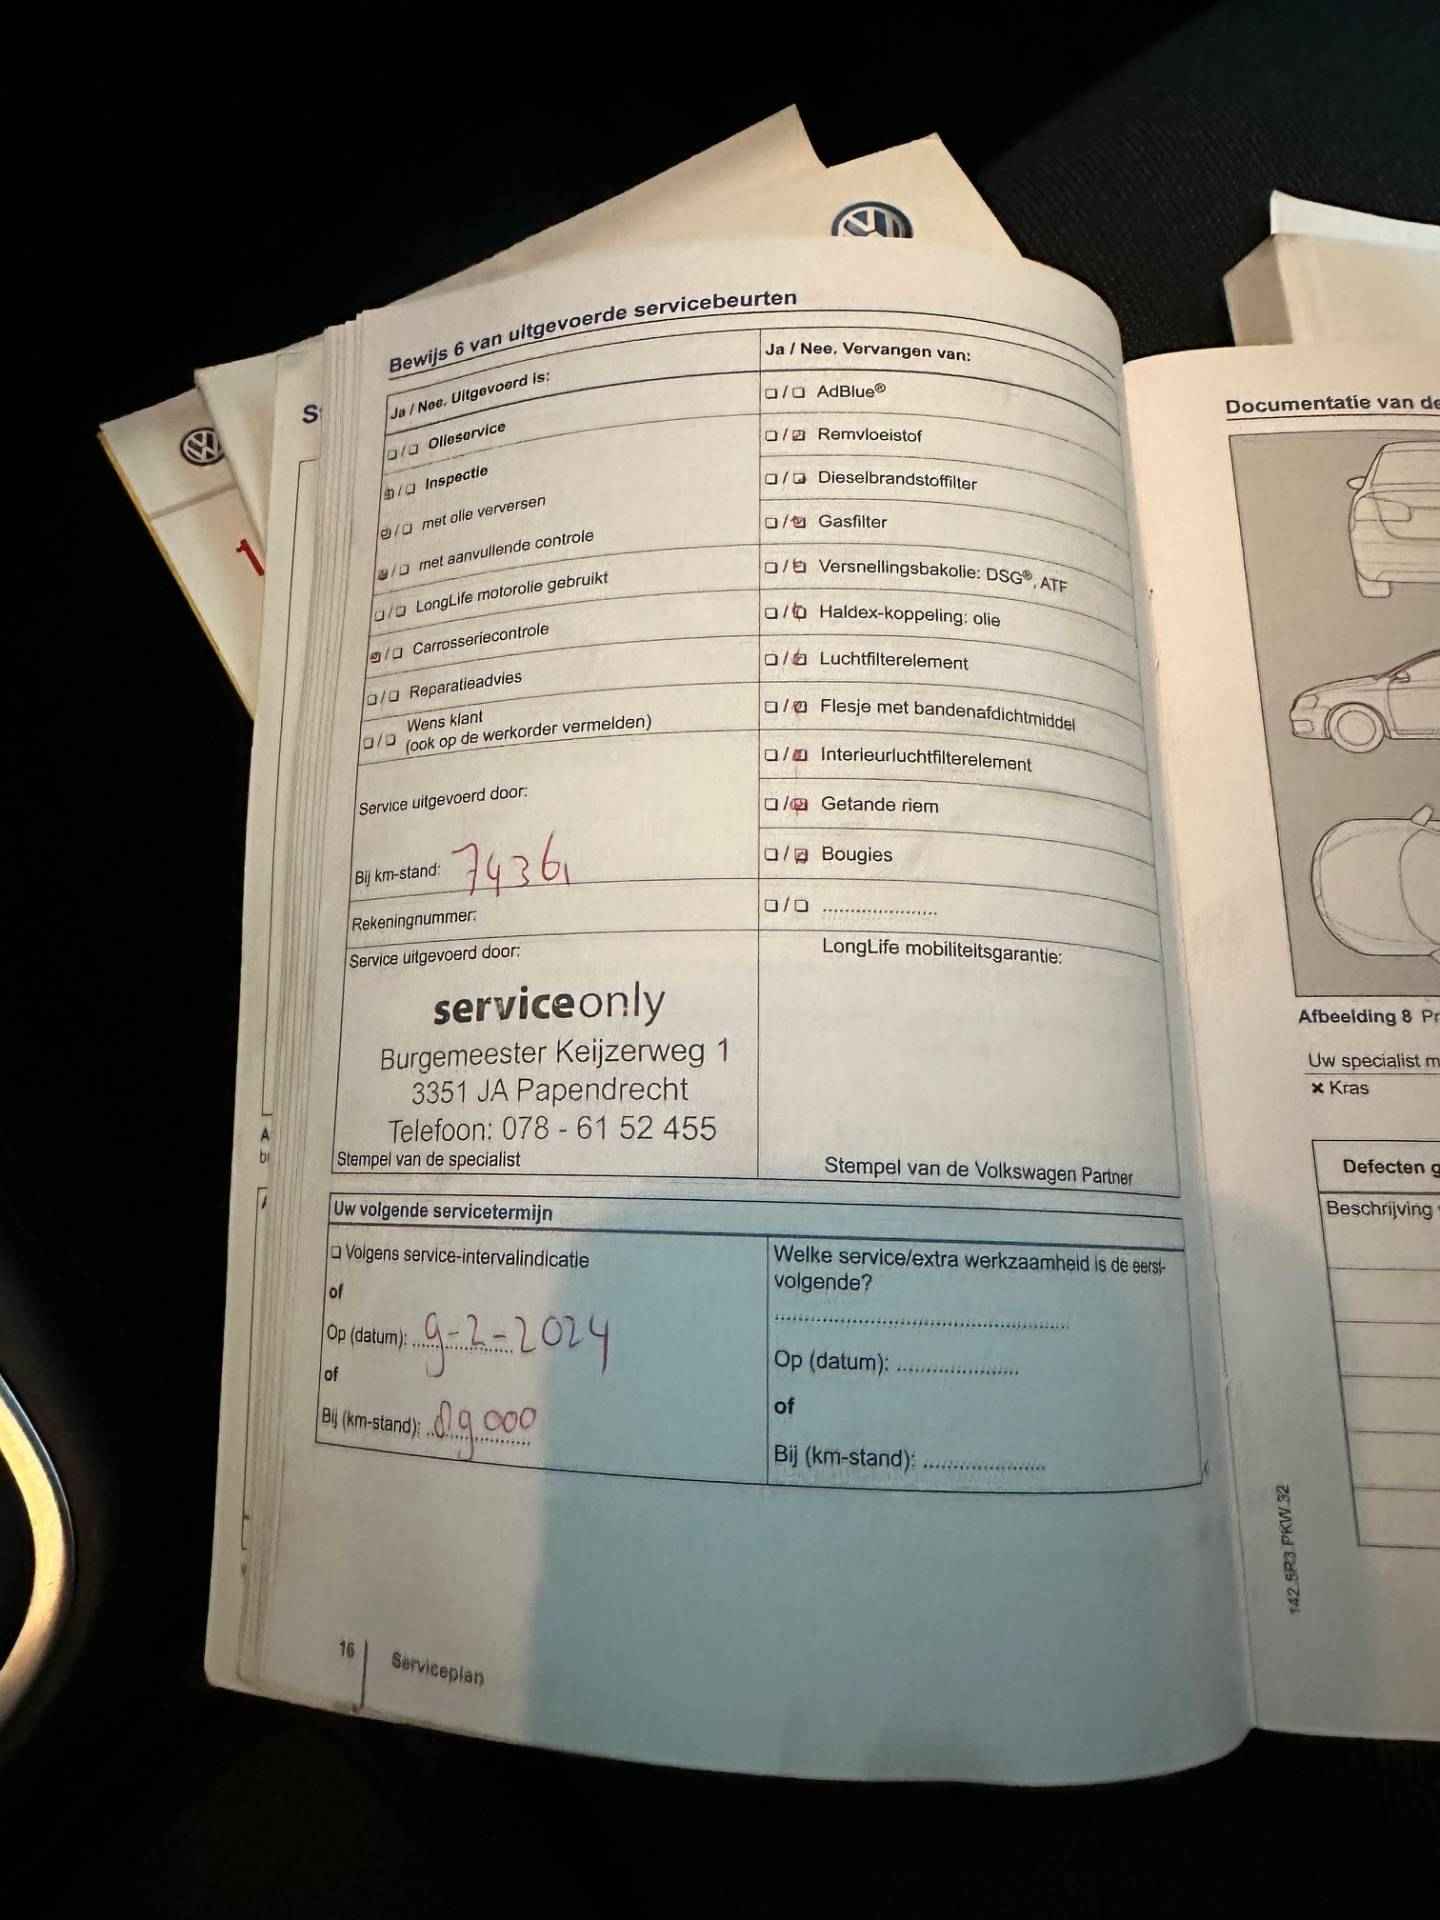 Bewijs 6 van uitgevoerde servicebeurten
Ja / Nee, Uitgevoerd is:
Olieservice
Inspectie
met olie verversen
met aanvullende controle
LongLife motorolie gebruikt
Carrosseriecontrole
Reparatieadvies
Wens klant
(ook op de werkorder vermelden)
Service uitgevoerd door:
Bij km-stand: 74361
Rekeningnummer:
Service uitgevoerd door:
serviceonly
Burgemeester Keijzerweg 1
3351 JA Papendrecht
Telefoon: 078 - 61 52 455
Stempel van de specialist
Ja / Nee, Vervangen van:
AdBlue®
Remvloeistof
Dieselbrandstoffilter
Gasfilter
Versnellingsbakolie: DSG®, ATF
Haldex-koppeling: olie
Luchtfilterelement
Flesje met bandenafdichtmiddel
Interieurluchtfilterelement
Getande riem
Bougies
......................
LongLife mobiliteitsgarantie:
Stempel van de Volkswagen Partner
Uw volgende servicetermijn
Volgens service-intervalindicatie
of
Op (datum): 9-2-2024
of
Bij (km-stand): 89000
Welke service/extra werkzaamheid is de eerst-
volgende?
Op (datum): ......................
of
Bij (km-stand): ......................
16
Serviceplan
Documentatie van de
Afbeelding 8 Pr
Uw specialist m
× Kras
Defecten g
Beschrijving
142.5R3.PKW.32